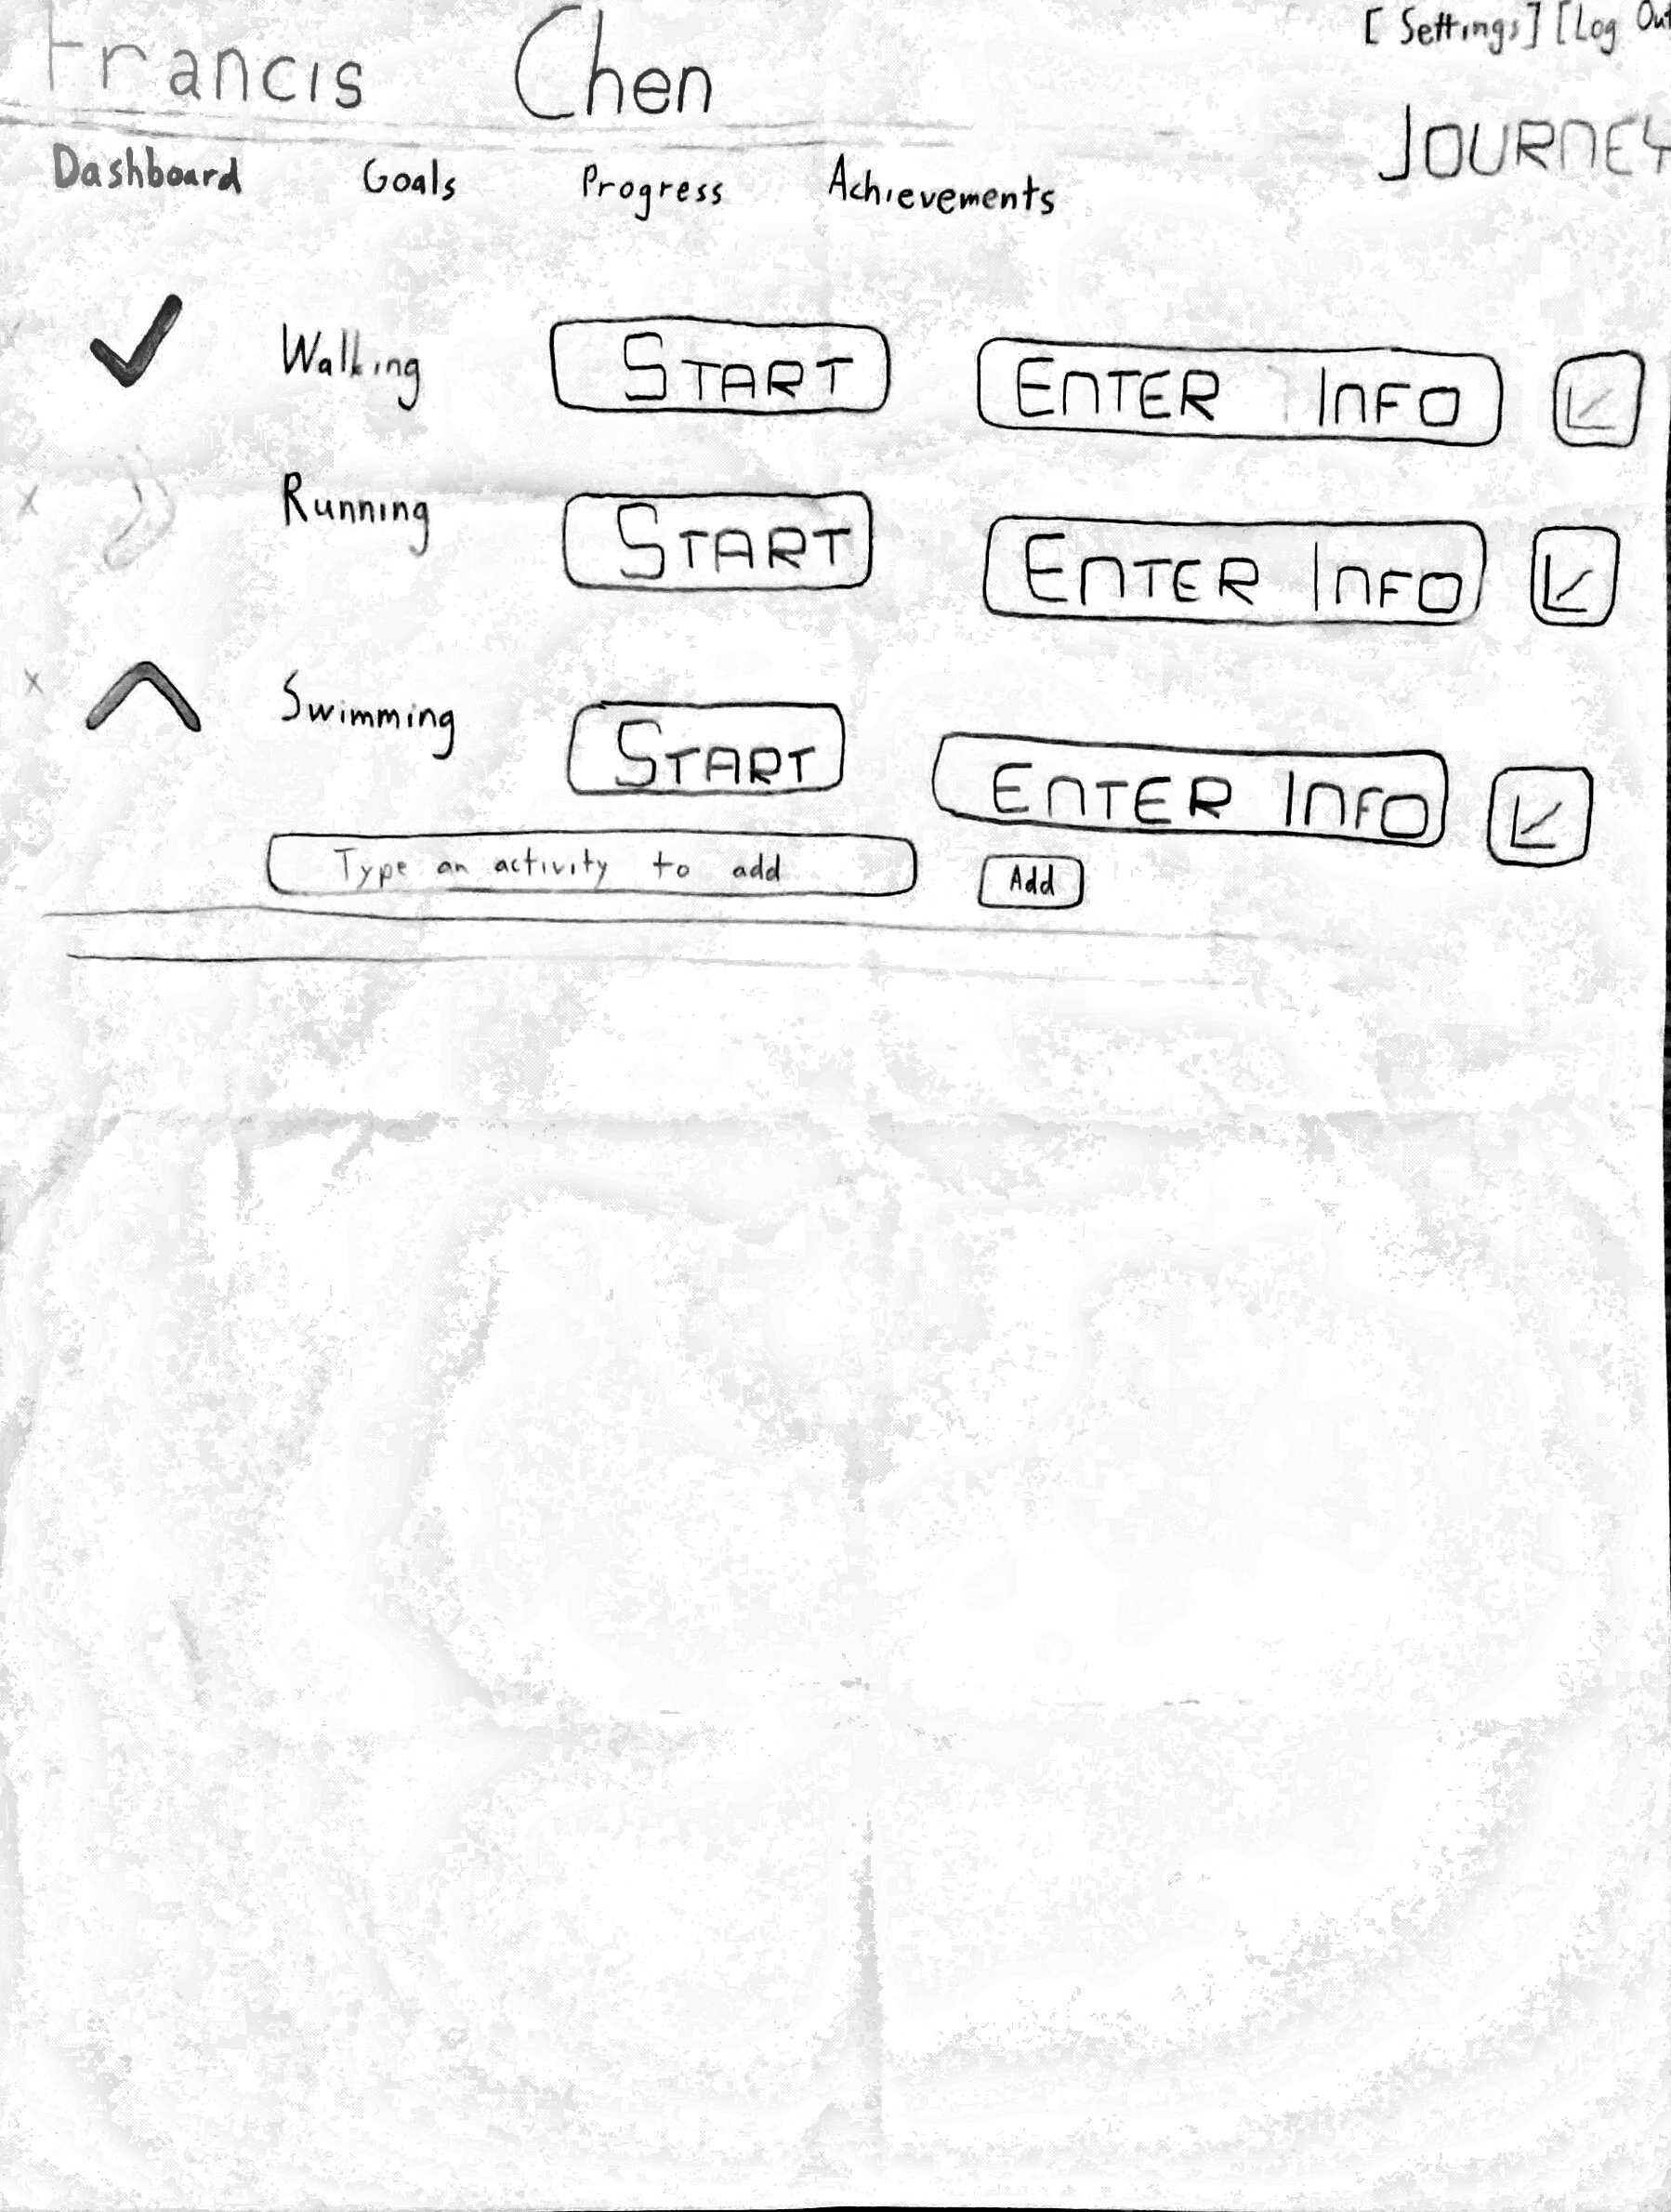 [Settings] [Log Out
Francis Chen
JOURNEY
Dashboard Goals Progress Achievements
Walking START ENTER INFO
x Running START ENTER INFO
x Swimming START ENTER INFO
Type an activity to add Add